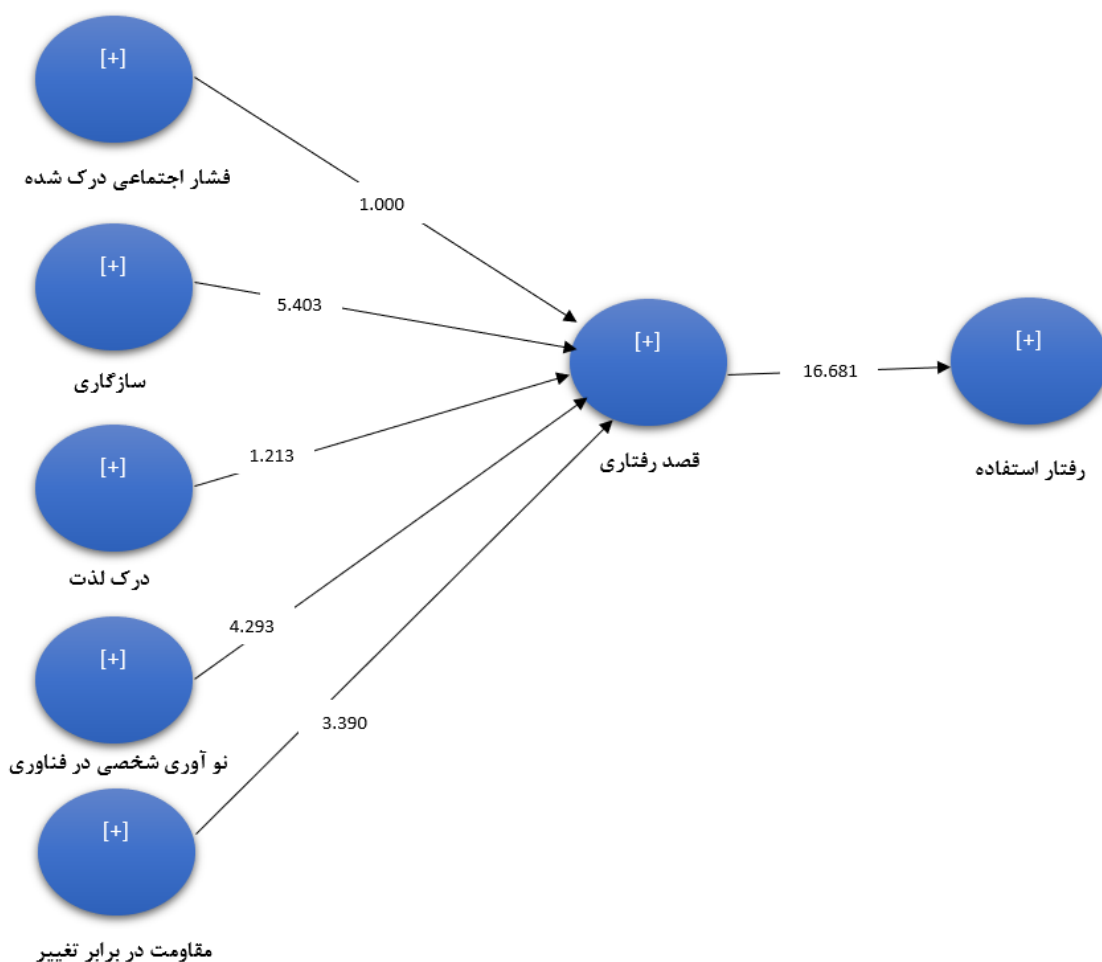 [+]
فشار اجتماعی درک شده
1.000
[+]
سازگاری
5.403
[+]
درک لذت
1.213
[+]
نو آوری شخصی در فناوری
4.293
[+]
مقاومت در برابر تغییر
3.390
[+]
قصد رفتاری
16.681
[+]
رفتار استفاده